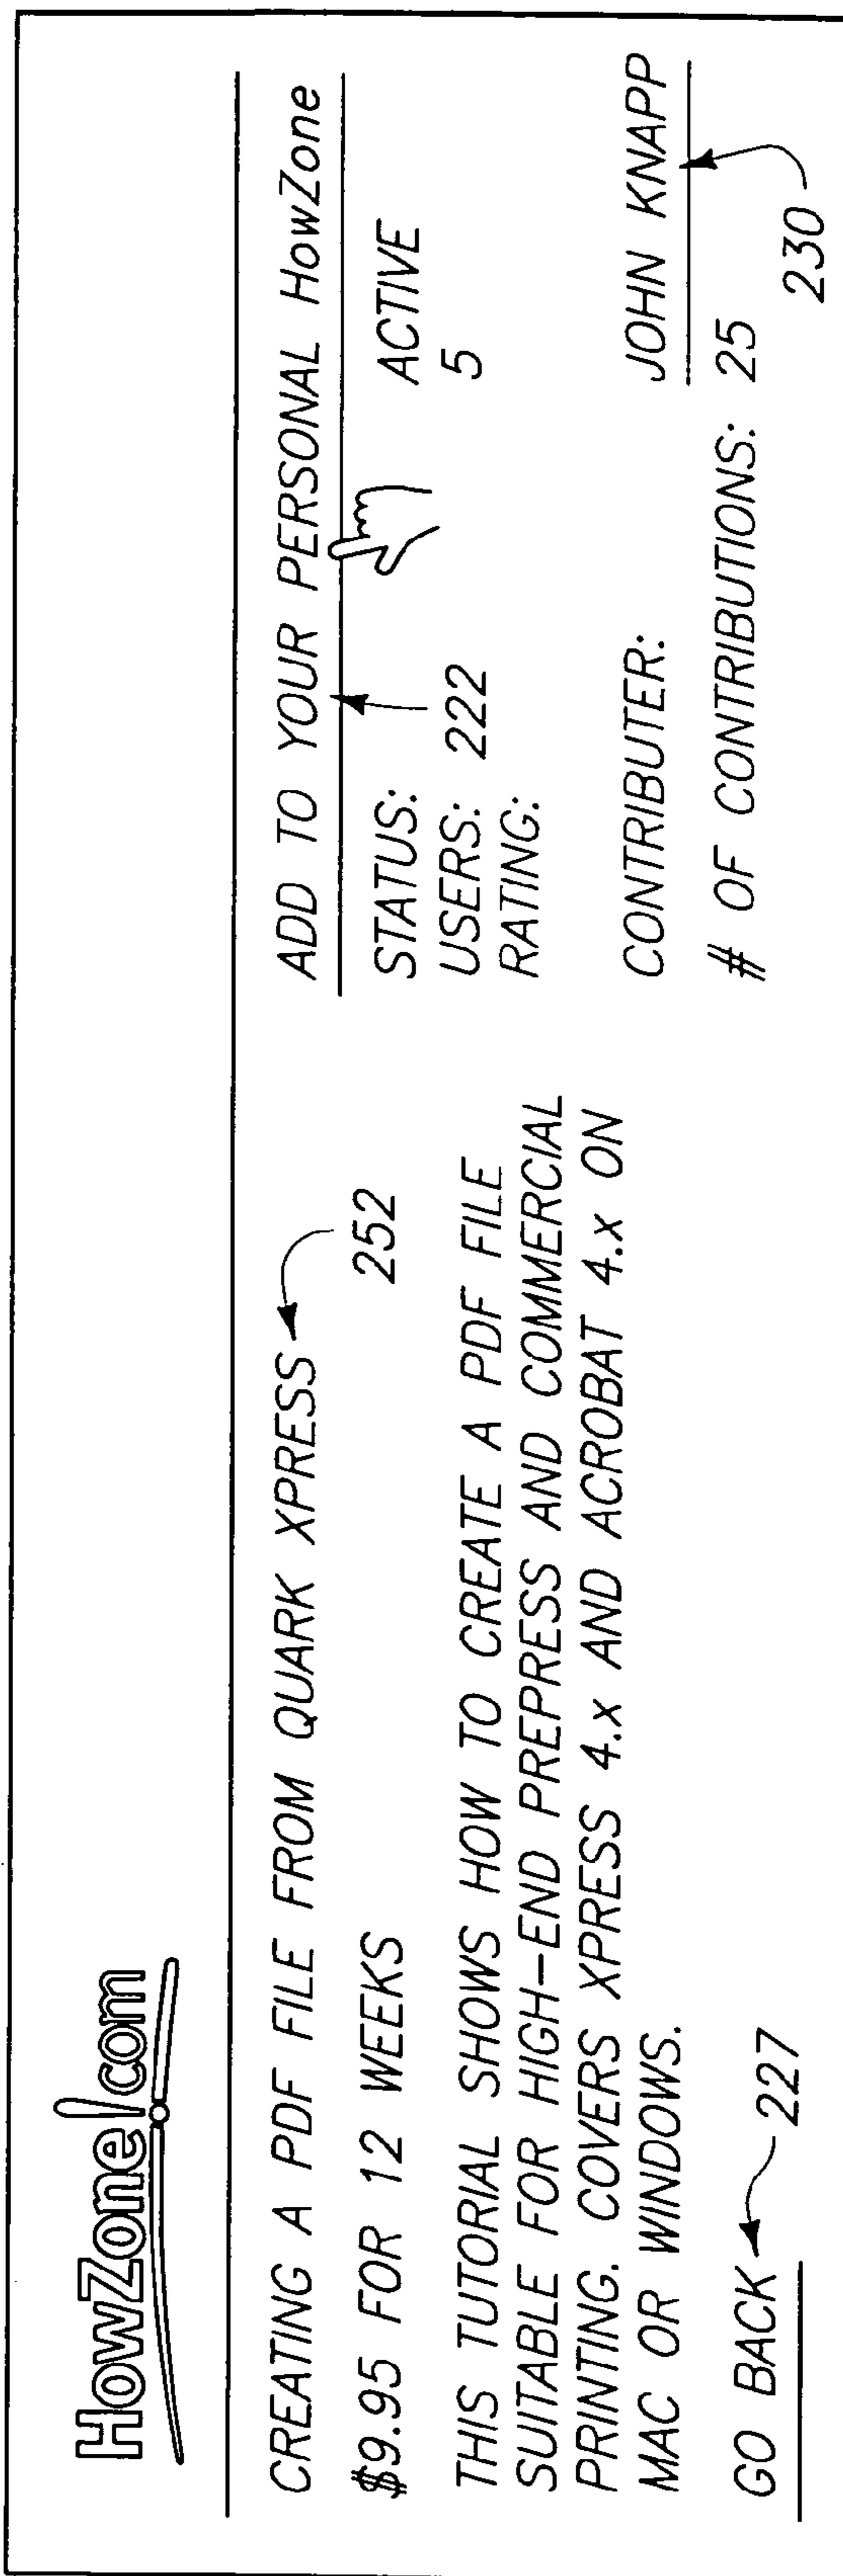 HowZone!com
CREATING A PDF FILE FROM QUARK XPRESS
252
$9.95 FOR 12 WEEKS
THIS TUTORIAL SHOWS HOW TO CREATE A PDF FILE
SUITABLE FOR HIGH-END PREPRESS AND COMMERCIAL
PRINTING. COVERS XPRESS 4.x AND ACROBAT 4.x ON
MAC OR WINDOWS.
GO BACK
227
ADD TO YOUR PERSONAL HowZone
STATUS: ACTIVE
USERS: 222 5
RATING:
CONTRIBUTER: JOHN KNAPP
# OF CONTRIBUTIONS: 25
230